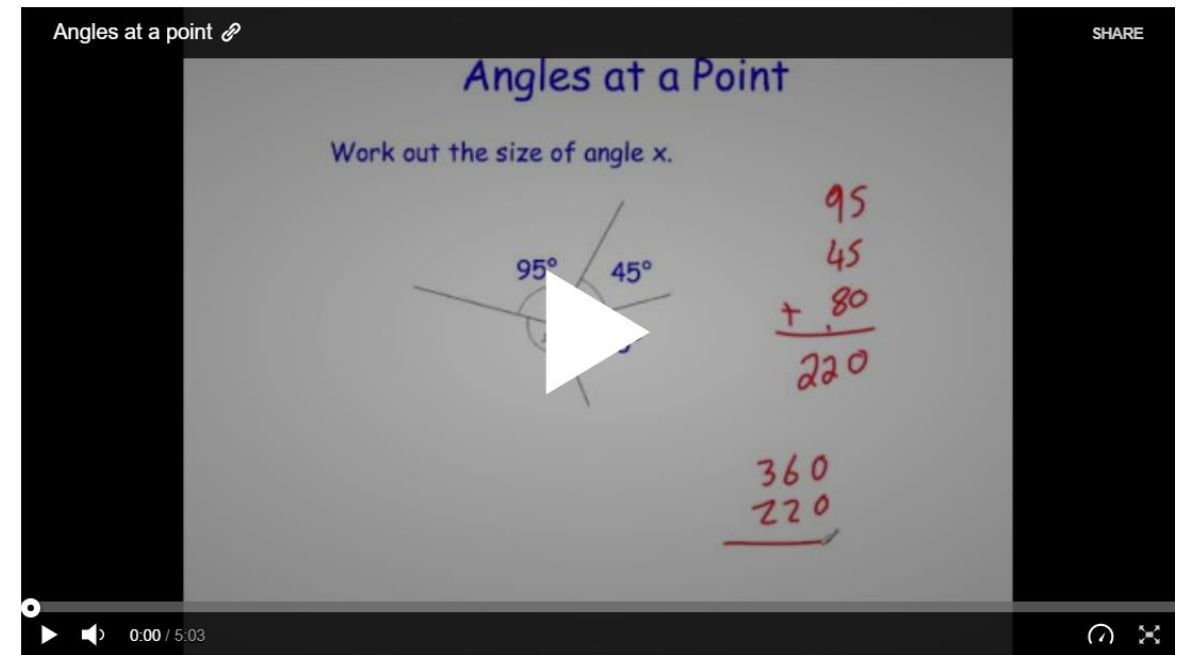 Angles at a point
SHARE
Angles at a Point
Work out the size of angle x.
95° 45°
95
45
+ 80
220
360
220
0:00 / 5:03